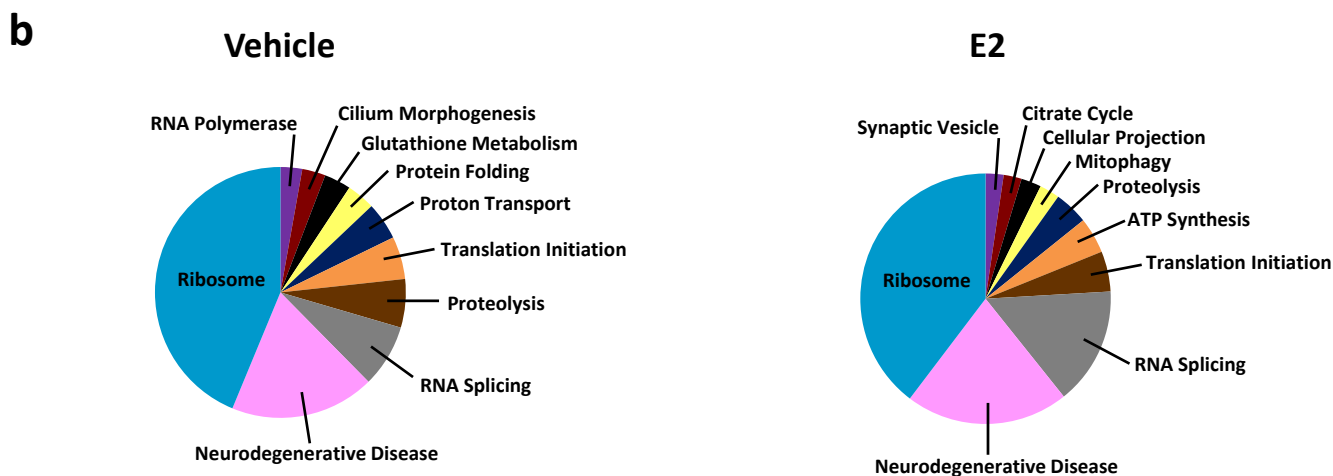 b
Vehicle
RNA Polymerase
Cilium Morphogenesis
Glutathione Metabolism
Protein Folding
Proton Transport
Translation Initiation
Ribosome
Proteolysis
RNA Splicing
Neurodegenerative Disease
E2
Synaptic Vesicle
Citrate Cycle
Cellular Projection
Mitophagy
Proteolysis
ATP Synthesis
Translation Initiation
Ribosome
RNA Splicing
Neurodegenerative Disease